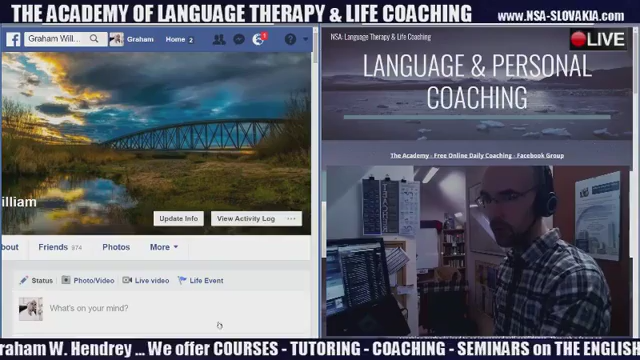 THE ACADEMY OF LANGUAGE THERAPY & LIFE COACHING www.NSA-SLOVAKIA.com
Graham Will...
Graham
Home 2
NSA: Language Therapy & Life Coaching
LIVE
LANGUAGE & PERSONAL
COACHING
The Academy - Free Online Daily Coaching - Facebook Group
illiam
Update Info
View Activity Log ...
bout
Friends 974
Photos
More
Status
Photo/Video
Live video
Life Event
What's on your mind?
raham W. Hendrey ... We offer COURSES - TUTORING - COACHING - SEMINARS on THE ENGLIS